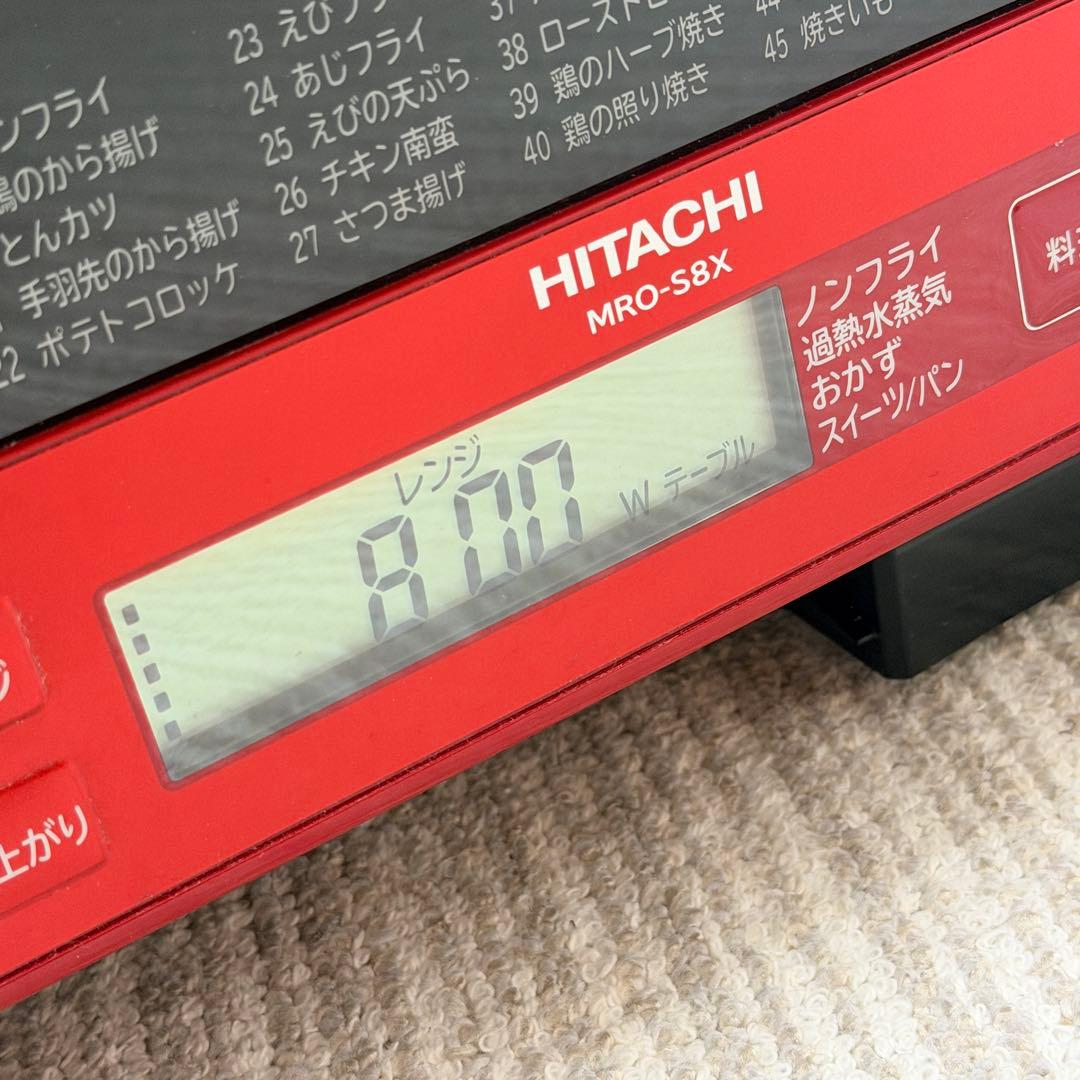 ンフライ
鶏のから揚げ
とんカツ
手羽先のから揚げ
22 ポテトコロッケ
23 えびフラ
24 あじフライ
25 えびの天ぷら
26 チキン南蛮
27 さつま揚げ
37
38 ロースト
39 鶏のハーブ焼き
40 鶏の照り焼き
44
45 焼きいも
HITACHI
MRO-S8X
レンジ
800 W テーブル
ノンフライ
過熱水蒸気
おかず
スイーツ/パン
料
ジ
上がり